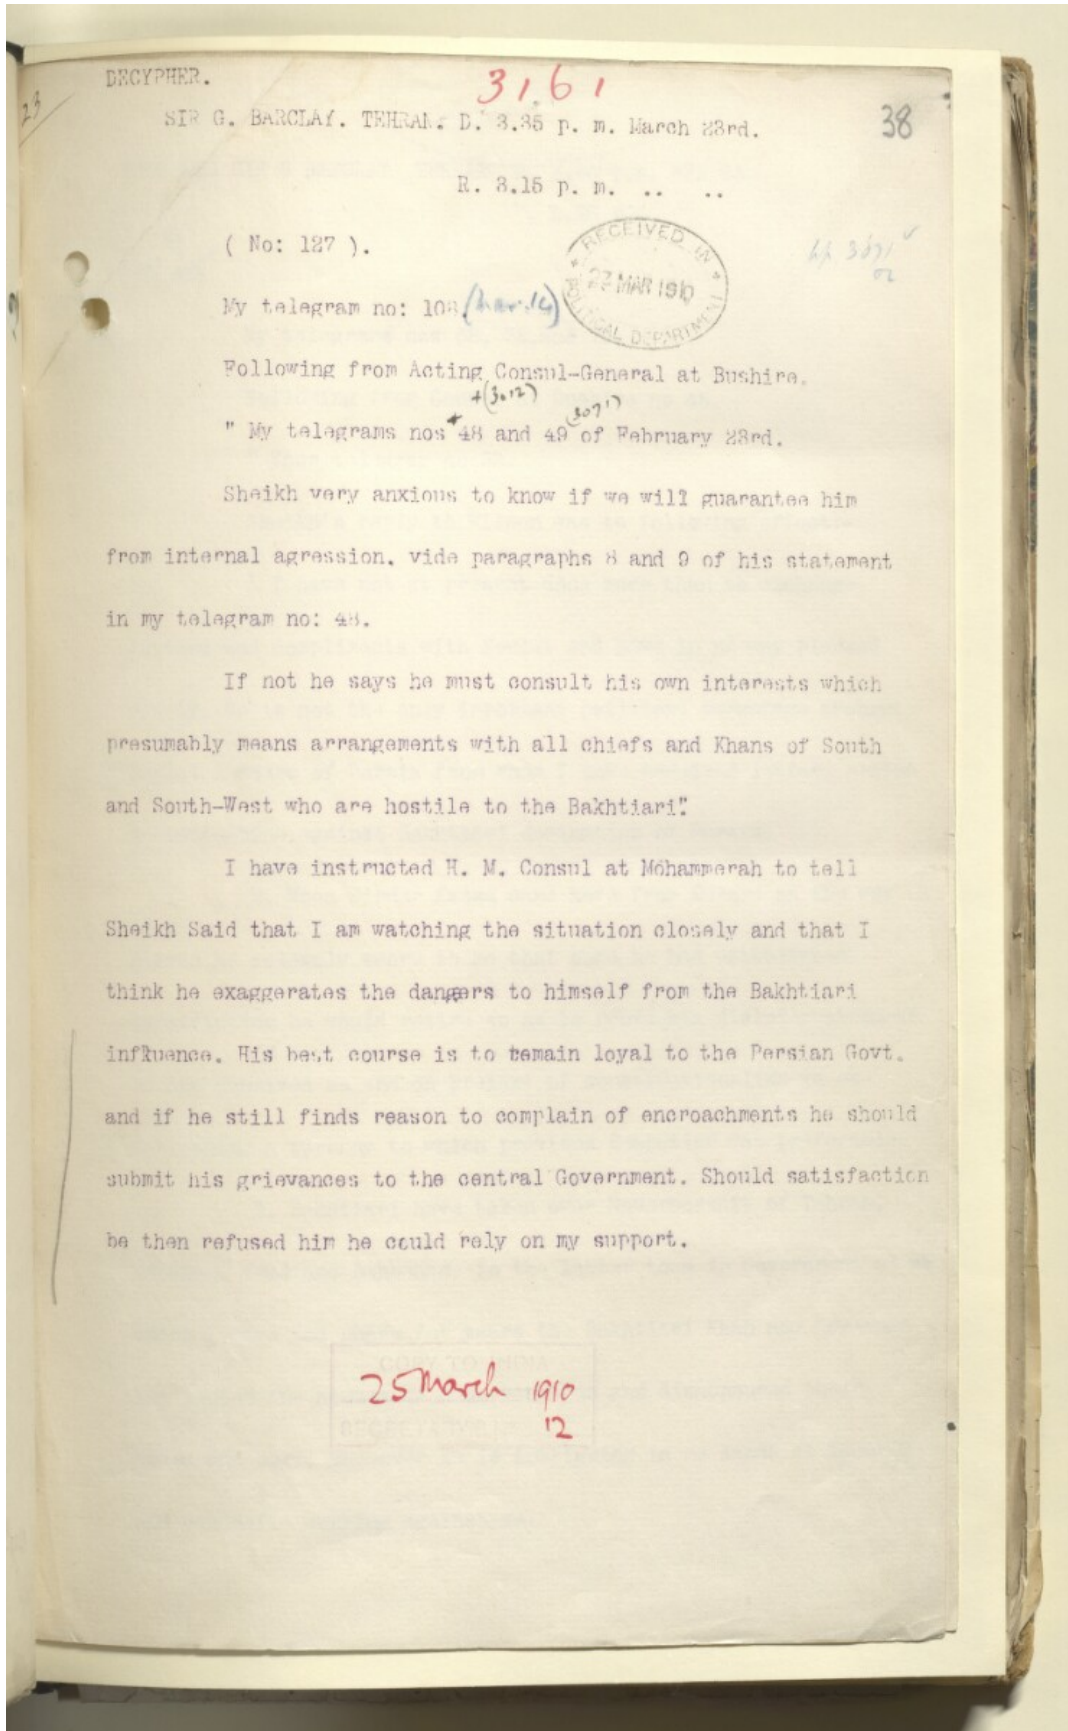 DECYPHER.
3161
23
SIR G. BARCLAY. TEHRAN. D. 3.35 p. m. March 23rd.
38
R. 3.15 p. m. .. ..
( No: 127 ).
RECEIVED IN
23 MAR 1910
POLITICAL DEPARTMENT
My telegram no: 108. (Mar. 14)
Following from Acting Consul-General at Bushire.
+(3012) (3071)
" My telegrams nos + 48 and 49 of February 23rd.
Sheikh very anxious to know if we will guarantee him
from internal agression. vide paragraphs 8 and 9 of his statement
in my telegram no: 48.
If not he says he must consult his own interests which
presumably means arrangements with all chiefs and Khans of South
and South-West who are hostile to the Bakhtiari".
I have instructed H. M. Consul at Mohammerah to tell
Sheikh Said that I am watching the situation closely and that I
think he exaggerates the dangers to himself from the Bakhtiari
influence. His best course is to remain loyal to the Persian Govt.
and if he still finds reason to complain of encroachments he should
submit his grievances to the central Government. Should satisfaction
be then refused him he could rely on my support.
COPY TO INDIA
25 March 1910
SECRETARY'S
12